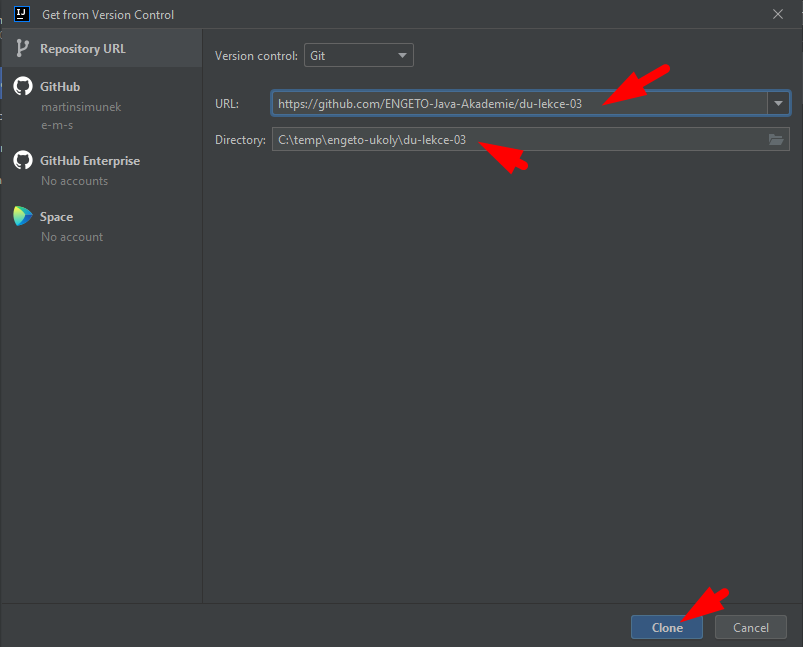 Get from Version Control
Repository URL
GitHub
martinsimunek
e-m-s
GitHub Enterprise
No accounts
Space
No account
Version control: Git
URL: https://github.com/ENGETO-Java-Akademie/du-lekce-03
Directory: C:\temp\engeto-ukoly\du-lekce-03
Clone
Cancel